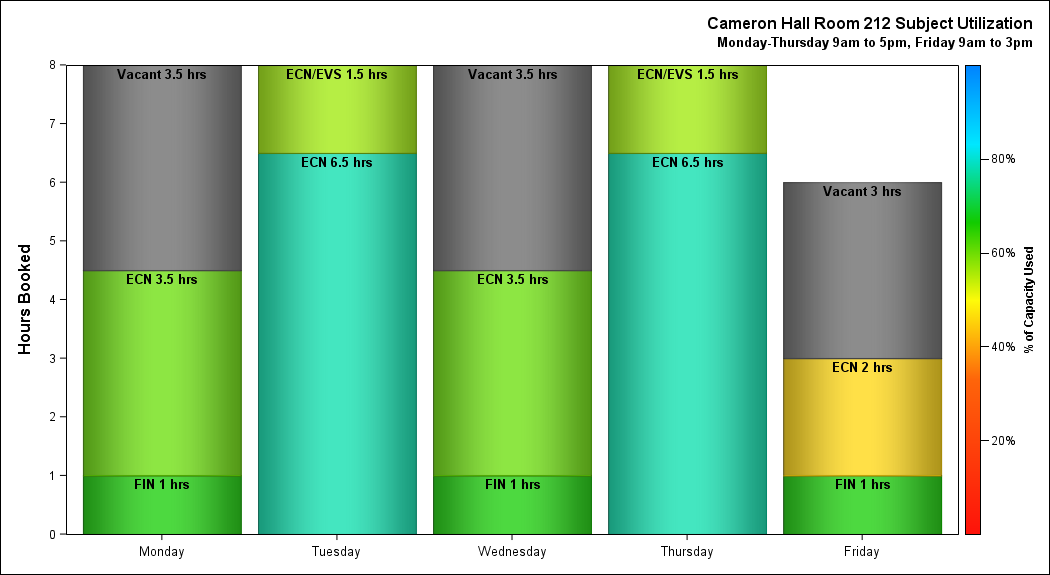 Cameron Hall Room 212 Subject Utilization
Monday-Thursday 9am to 5pm, Friday 9am to 3pm
Hours Booked
8
7
6
5
4
3
2
1
0
Vacant 3.5 hrs
ECN 3.5 hrs
FIN 1 hrs
ECN/EVS 1.5 hrs
ECN 6.5 hrs
Vacant 3.5 hrs
ECN 3.5 hrs
FIN 1 hrs
ECN/EVS 1.5 hrs
ECN 6.5 hrs
Vacant 3 hrs
ECN 2 hrs
FIN 1 hrs
Monday
Tuesday
Wednesday
Thursday
Friday
80%
60%
40%
20%
% of Capacity Used